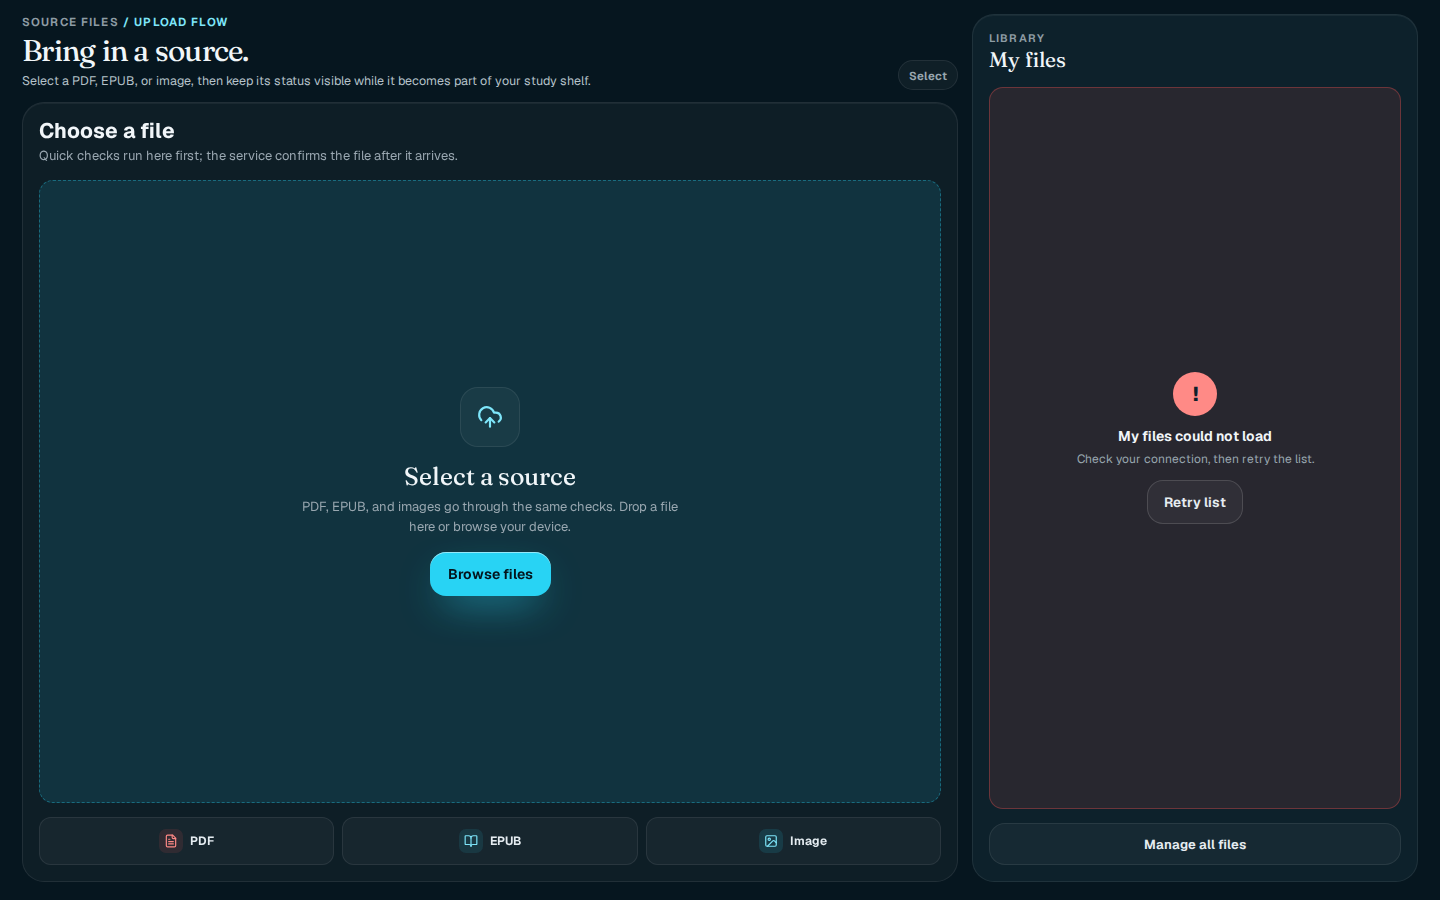 SOURCE FILES / UPLOAD FLOW
Bring in a source.
Select a PDF, EPUB, or image, then keep its status visible while it becomes part of your study shelf.
Select
Choose a file
Quick checks run here first; the service confirms the file after it arrives.
Select a source
PDF, EPUB, and images go through the same checks. Drop a file
here or browse your device.
Browse files
PDF
EPUB
Image
LIBRARY
My files
!
My files could not load
Check your connection, then retry the list.
Retry list
Manage all files